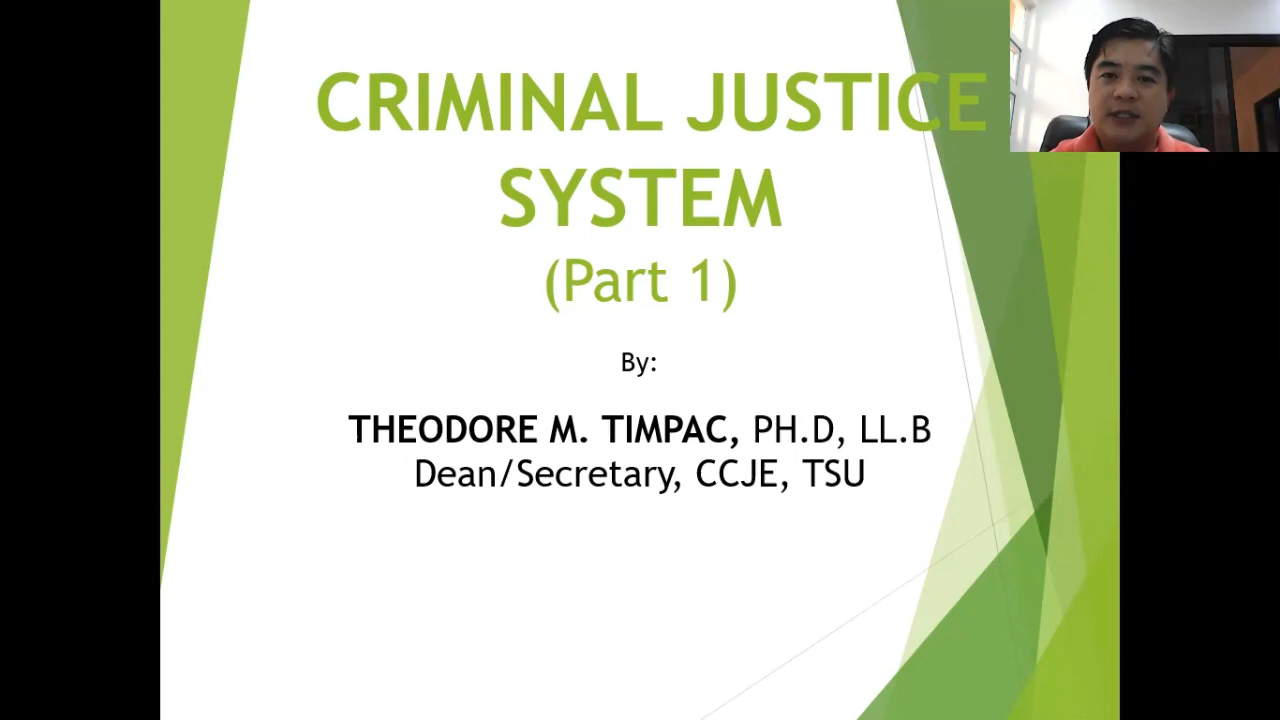 CRIMINAL JUSTICE
SYSTEM
(Part 1)
By:
THEODORE M. TIMPAC, PH.D, LL.B
Dean/Secretary, CCJE, TSU